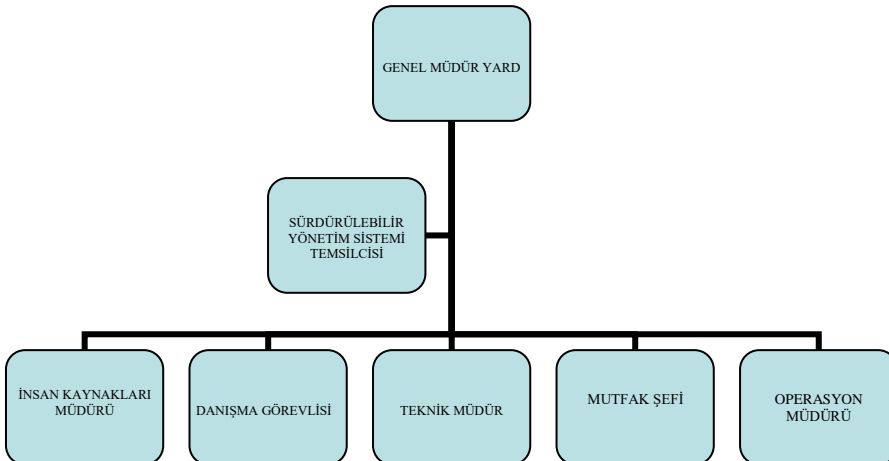 GENEL MÜDÜR YARD
SÜRDÜRÜLEBİLİR
YÖNETİM SİSTEMİ
TEMSİLCİSİ
İNSAN KAYNAKLARI
MÜDÜRÜ
DANIŞMA GÖREVLİSİ
TEKNİK MÜDÜR
MUTFAK ŞEFİ
OPERASYON
MÜDÜRÜ